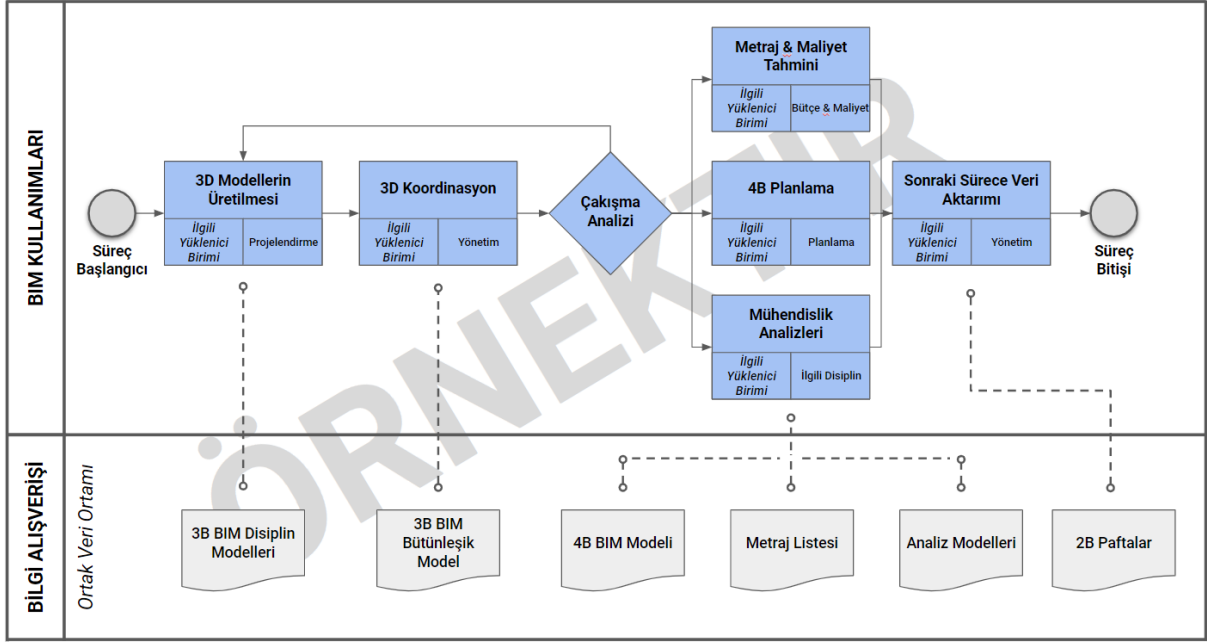 BIM KULLANIMLARI
Süreç
Başlangıcı
3D Modellerin
Üretilmesi
İlgili
Yüklenici
Birimi
Projelendirme
3D Koordinasyon
İlgili
Yüklenici
Birimi
Yönetim
Çakışma
Analizi
Metraj & Maliyet
Tahmini
İlgili
Yüklenici
Birimi
Bütçe & Maliyet
4B Planlama
İlgili
Yüklenici
Birimi
Planlama
Mühendislik
Analizleri
İlgili
Yüklenici
Birimi
İlgili Disiplin
Sonraki Sürece Veri
Aktarımı
İlgili
Yüklenici
Birimi
Yönetim
Süreç
Bitişi
ÖRNEKTIR
BİLGİ ALIŞVERİŞİ
Ortak Veri Ortamı
3B BIM Disiplin
Modelleri
3B BIM
Bütünleşik
Model
4B BIM Modeli
Metraj Listesi
Analiz Modelleri
2B Paftalar